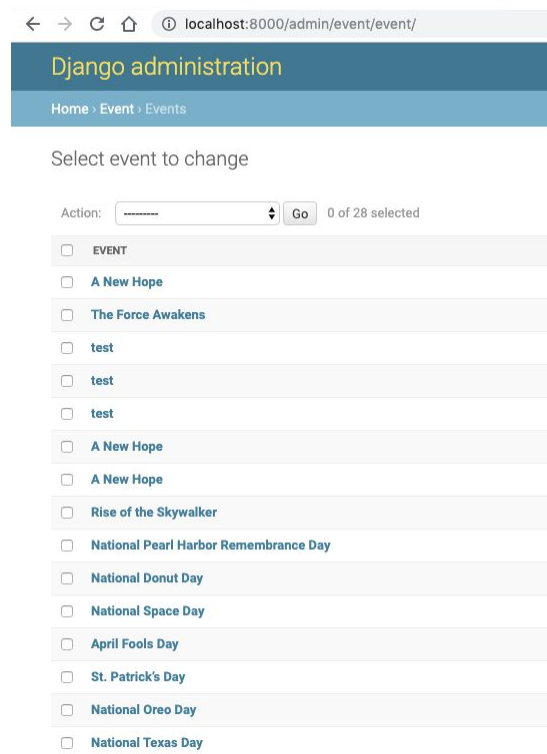 localhost:8000/admin/event/event/
Django administration
Home › Event › Events
Select event to change
Action: --------- Go 0 of 28 selected
EVENT
A New Hope
The Force Awakens
test
test
test
A New Hope
A New Hope
Rise of the Skywalker
National Pearl Harbor Remembrance Day
National Donut Day
National Space Day
April Fools Day
St. Patrick's Day
National Oreo Day
National Texas Day